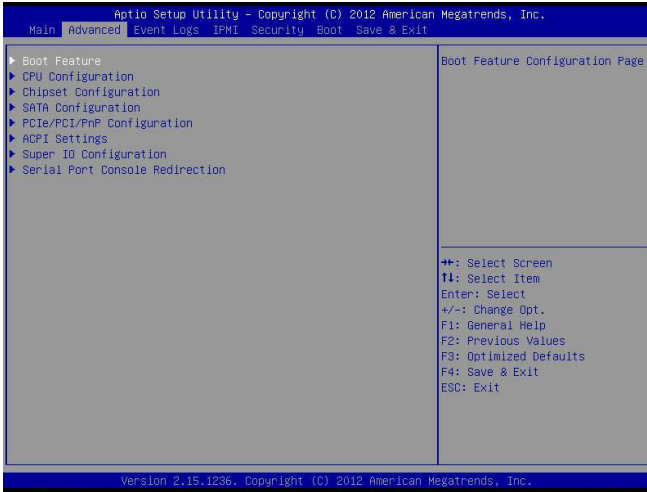 Aptio Setup Utility – Copyright (C) 2012 American Megatrends, Inc.
Main Advanced Event Logs IPMI Security Boot Save & Exit
Boot Feature
CPU Configuration
Chipset Configuration
SATA Configuration
PCIe/PCI/PnP Configuration
ACPI Settings
Super IO Configuration
Serial Port Console Redirection
Boot Feature Configuration Page
→←: Select Screen
↑↓: Select Item
Enter: Select
+/-: Change Opt.
F1: General Help
F2: Previous Values
F3: Optimized Defaults
F4: Save & Exit
ESC: Exit
Version 2.15.1236. Copyright (C) 2012 American Megatrends, Inc.